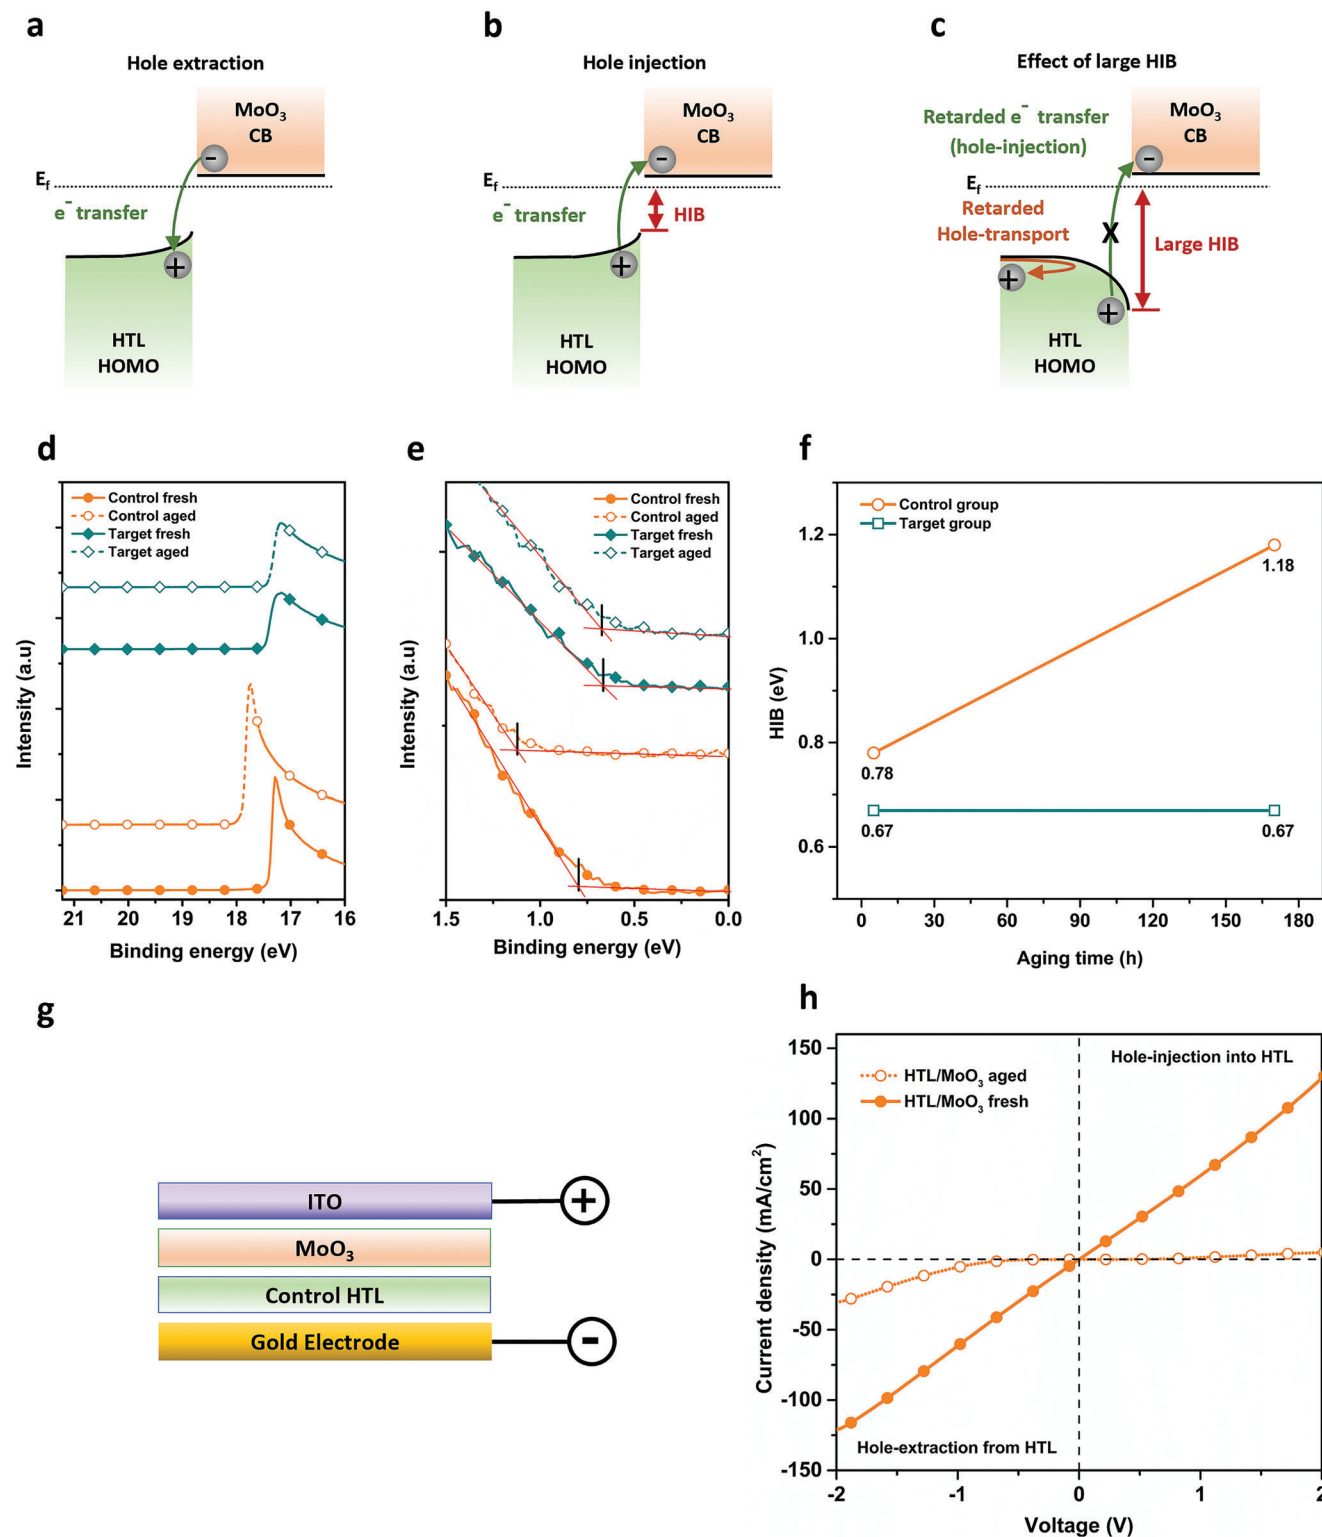 a
Hole extraction
MoO3
CB
-
Ef
e- transfer
+
HTL
HOMO
b
Hole injection
MoO3
CB
-
HIB
e- transfer
+
HTL
HOMO
c
Effect of large HIB
Retarded e- transfer
(hole-injection)
MoO3
CB
-
Ef
Retarded
Hole-transport
X
Large HIB
+
+
HTL
HOMO
d
Control fresh
Control aged
Target fresh
Target aged
Intensity (a.u)
21 20 19 18 17 16
Binding energy (eV)
e
Control fresh
Control aged
Target fresh
Target aged
Intensity (a.u)
1.5 1.0 0.5 0.0
Binding energy (eV)
f
Control group
Target group
HIB (eV)
1.2
1.0
0.8
0.6
1.18
0.78
0.67
0.67
0 30 60 90 120 150 180
Aging time (h)
g
ITO
+
MoO3
Control HTL
Gold Electrode
-
h
Hole-injection into HTL
HTL/MoO3 aged
HTL/MoO3 fresh
Current density (mA/cm2)
150
100
50
0
-50
-100
-150
Hole-extraction from HTL
-2 -1 0 1 2
Voltage (V)